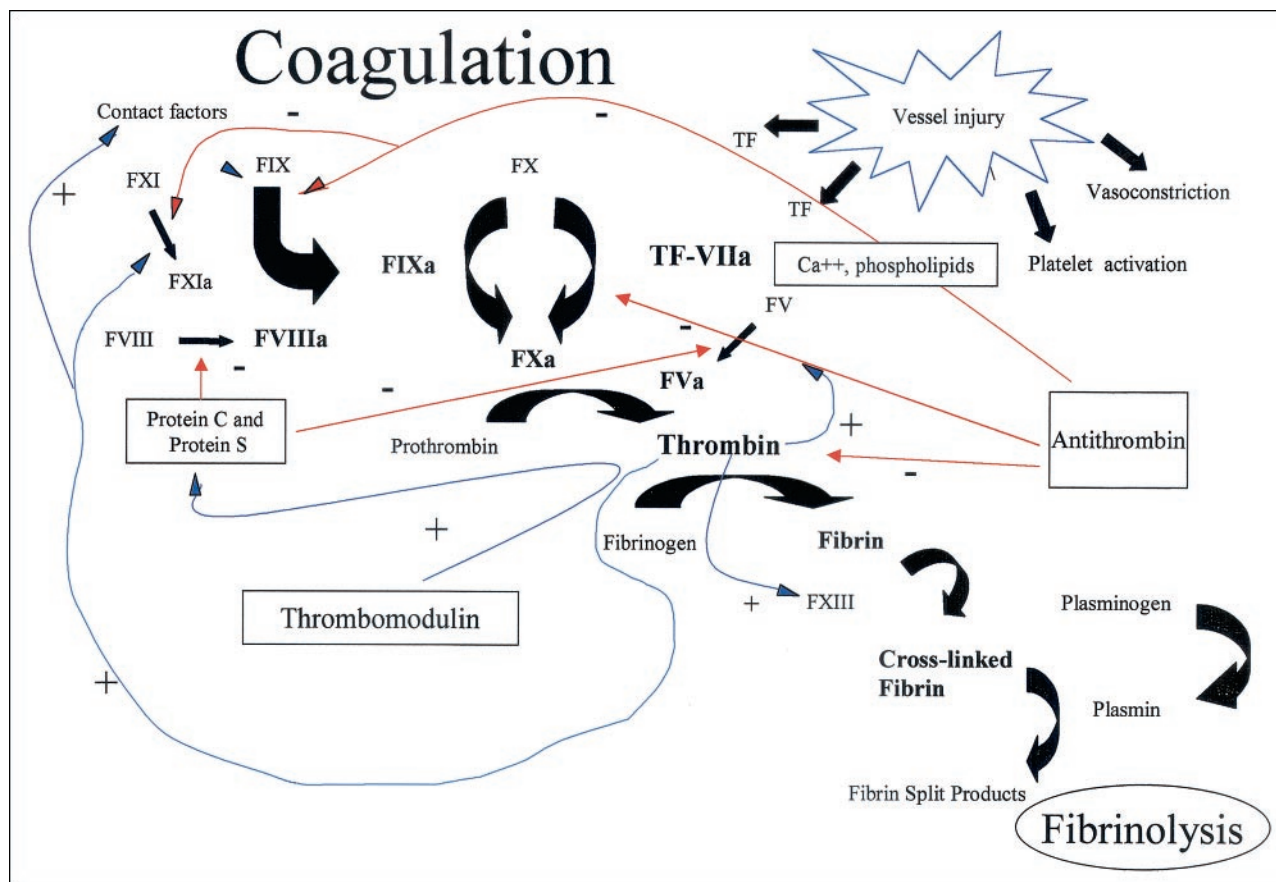 Coagulation
Contact factors
-
-
Vessel injury
TF
FXI
FIX
FX
+
Vasoconstriction
TF
TF-VIIa
FIXa
Ca++, phospholipids
Platelet activation
FXIa
FV
FVIII
FVIIIa
-
FXa
-
-
FVa
Protein C and
Protein S
Prothrombin
Thrombin
+
Antithrombin
-
+
Fibrinogen
Fibrin
+
FXIII
Plasminogen
Thrombomodulin
Cross-linked
Fibrin
+
Plasmin
Fibrin Split Products
Fibrinolysis